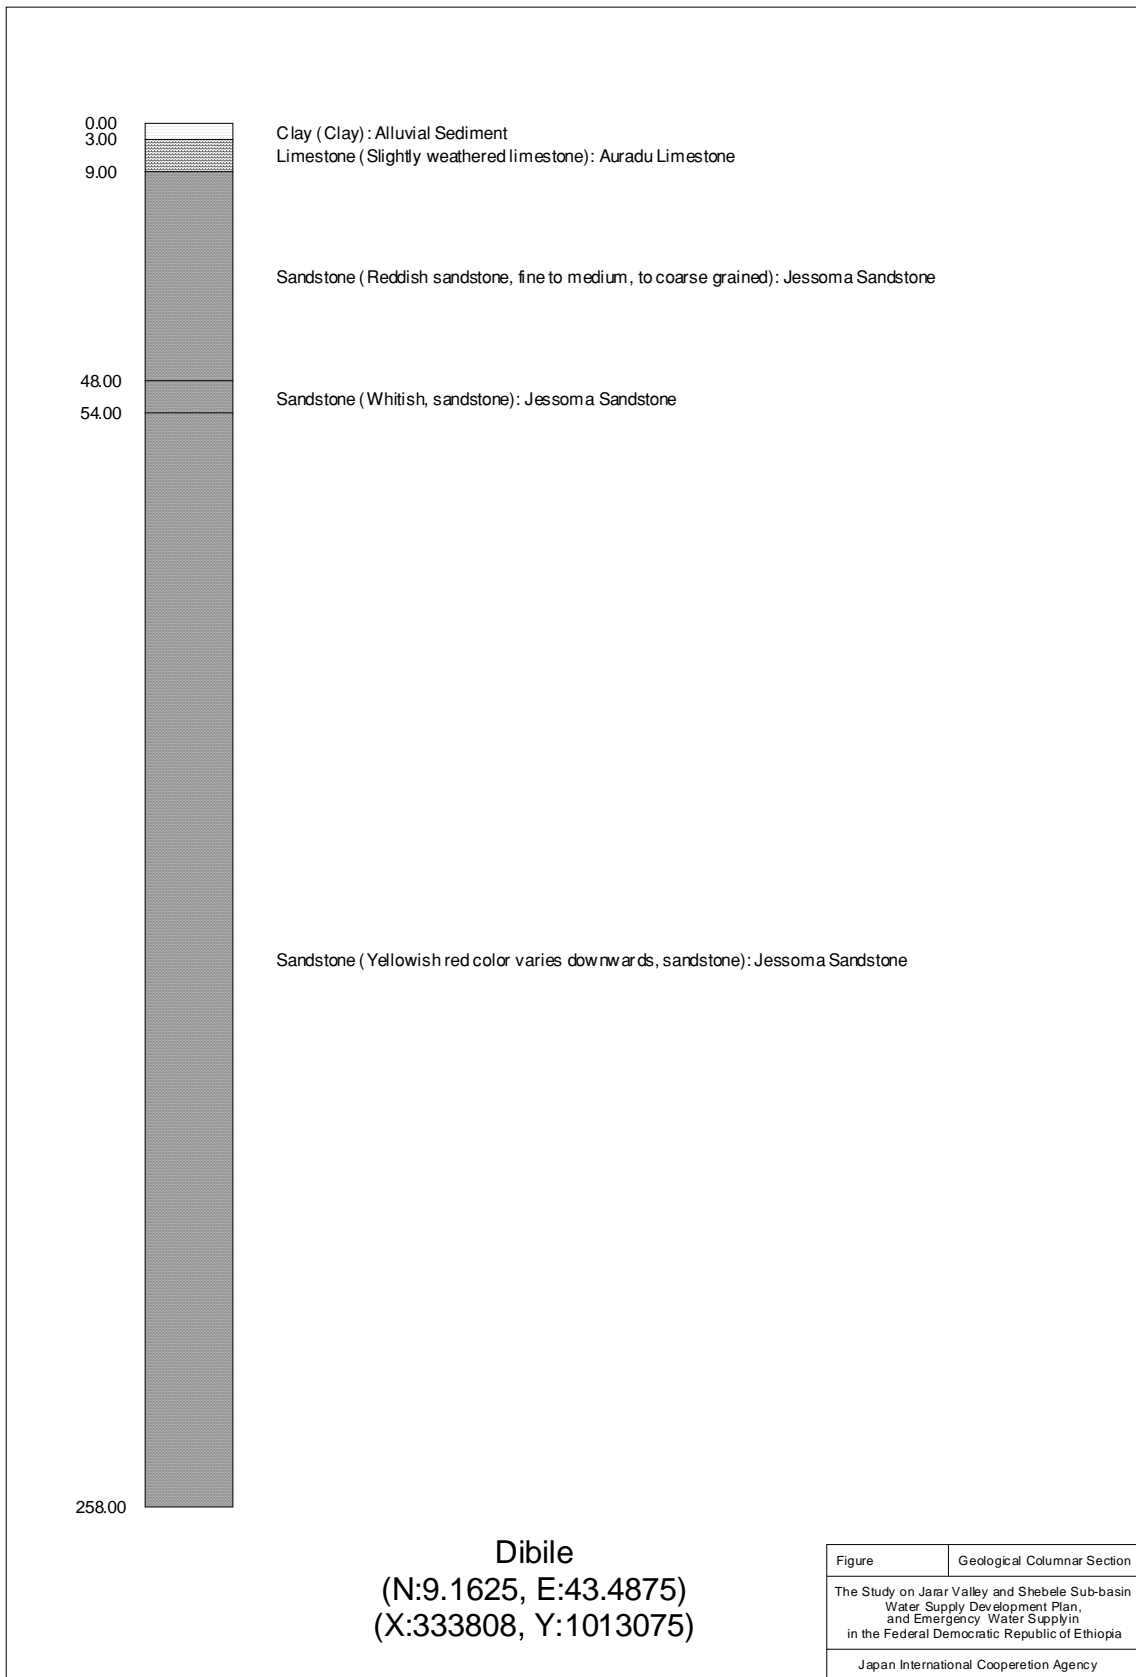 0.00
Clay (Clay): Alluvial Sediment
3.00
Limestone (Slightly weathered limestone): Auradu Limestone
9.00
Sandstone (Reddish sandstone, fine to medium, to coarse grained): Jessoma Sandstone
48.00
Sandstone (Whitish, sandstone): Jessoma Sandstone
54.00
Sandstone (Yellowish red color varies downwards, sandstone): Jessoma Sandstone
258.00
Dibile
(N:9.1625, E:43.4875)
(X:333808, Y:1013075)
Figure Geological Columnar Section
The Study on Jarar Valley and Shebele Sub-basin
Water Supply Development Plan,
and Emergency Water Supplyin
in the Federal Democratic Republic of Ethiopia
Japan International Cooperetion Agency